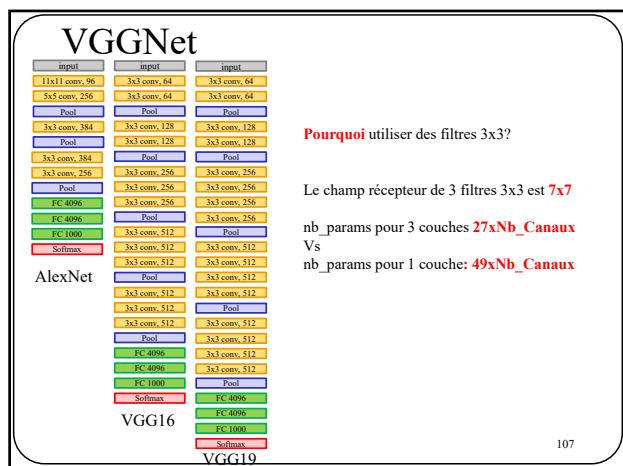 VGGNet
input
11x11 conv, 96
5x5 conv, 256
Pool
3x3 conv, 384
Pool
3x3 conv, 384
3x3 conv, 256
Pool
FC 4096
FC 4096
FC 1000
Softmax
AlexNet
input
3x3 conv, 64
3x3 conv, 64
Pool
3x3 conv, 128
3x3 conv, 128
Pool
3x3 conv, 256
3x3 conv, 256
3x3 conv, 256
Pool
3x3 conv, 512
3x3 conv, 512
3x3 conv, 512
Pool
3x3 conv, 512
3x3 conv, 512
3x3 conv, 512
Pool
FC 4096
FC 4096
FC 1000
Softmax
VGG16
input
3x3 conv, 64
3x3 conv, 64
Pool
3x3 conv, 128
3x3 conv, 128
Pool
3x3 conv, 256
3x3 conv, 256
3x3 conv, 256
3x3 conv, 256
Pool
3x3 conv, 512
3x3 conv, 512
3x3 conv, 512
3x3 conv, 512
Pool
3x3 conv, 512
3x3 conv, 512
3x3 conv, 512
3x3 conv, 512
Pool
FC 4096
FC 4096
FC 1000
Softmax
VGG19
Pourquoi utiliser des filtres 3x3?
Le champ récepteur de 3 filtres 3x3 est 7x7
nb_params pour 3 couches 27xNb_Canaux
Vs
nb_params pour 1 couche: 49xNb_Canaux
107